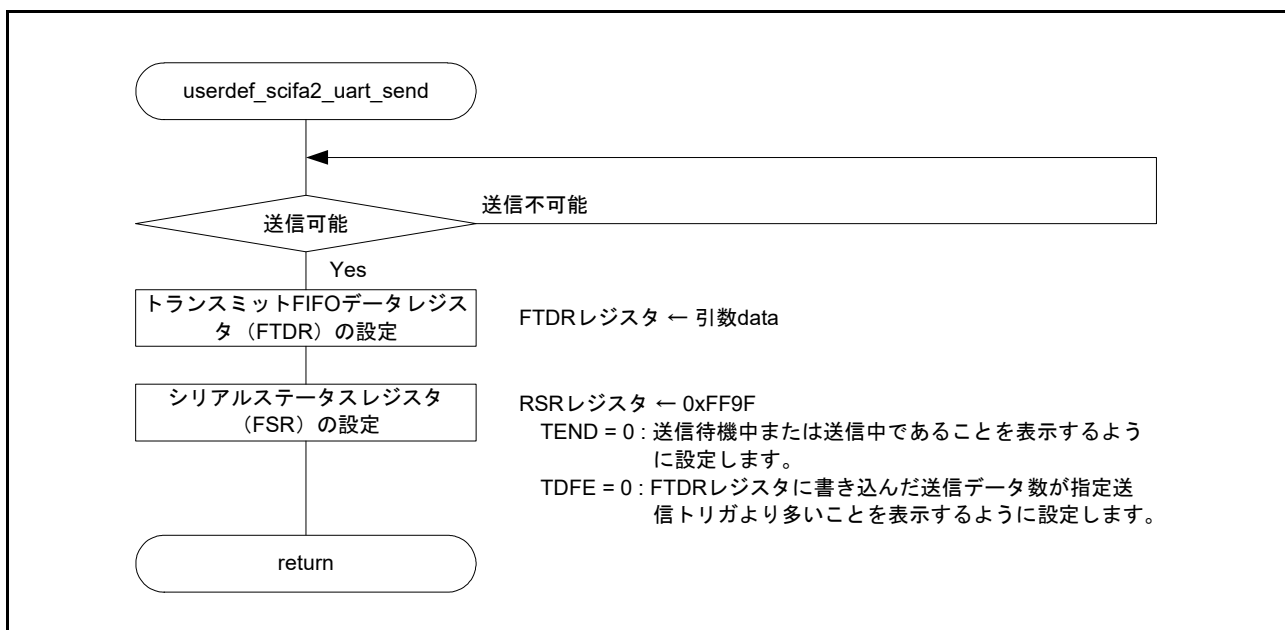 userdef_scifa2_uart_send
送信可能
送信不可能
Yes
トランスミットFIFOデータレジス
タ（FTDR）の設定
FTDRレジスタ ← 引数data
シリアルステータスレジスタ
（FSR）の設定
RSRレジスタ ← 0xFF9F
TEND = 0 : 送信待機中または送信中であることを表示するよう
に設定します。
TDFE = 0 : FTDRレジスタに書き込んだ送信データ数が指定送
信トリガより多いことを表示するように設定します。
return